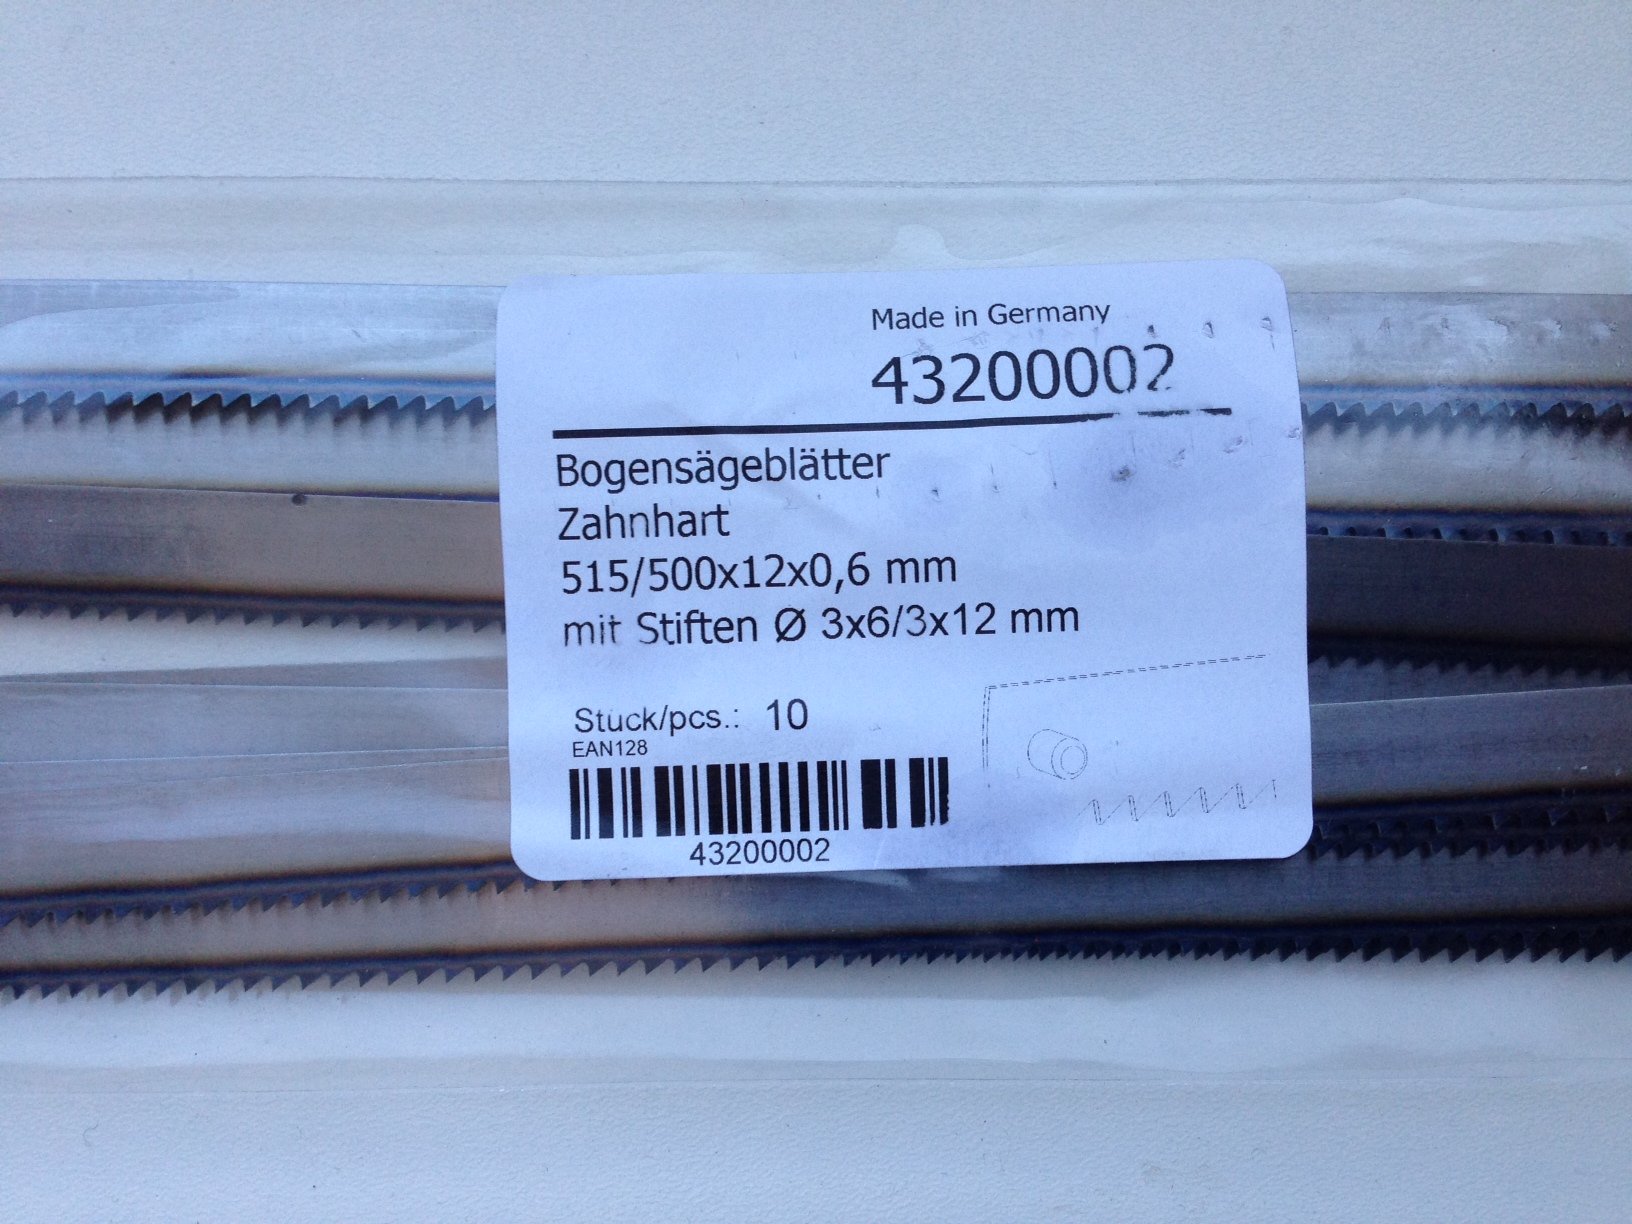 Made in Germany
43200002
Bogensägeblätter
Zahnhart
515/500x12x0,6 mm
mit Stiften Ø 3x6/3x12 mm
Stück/pcs.: 10
EAN128
43200002